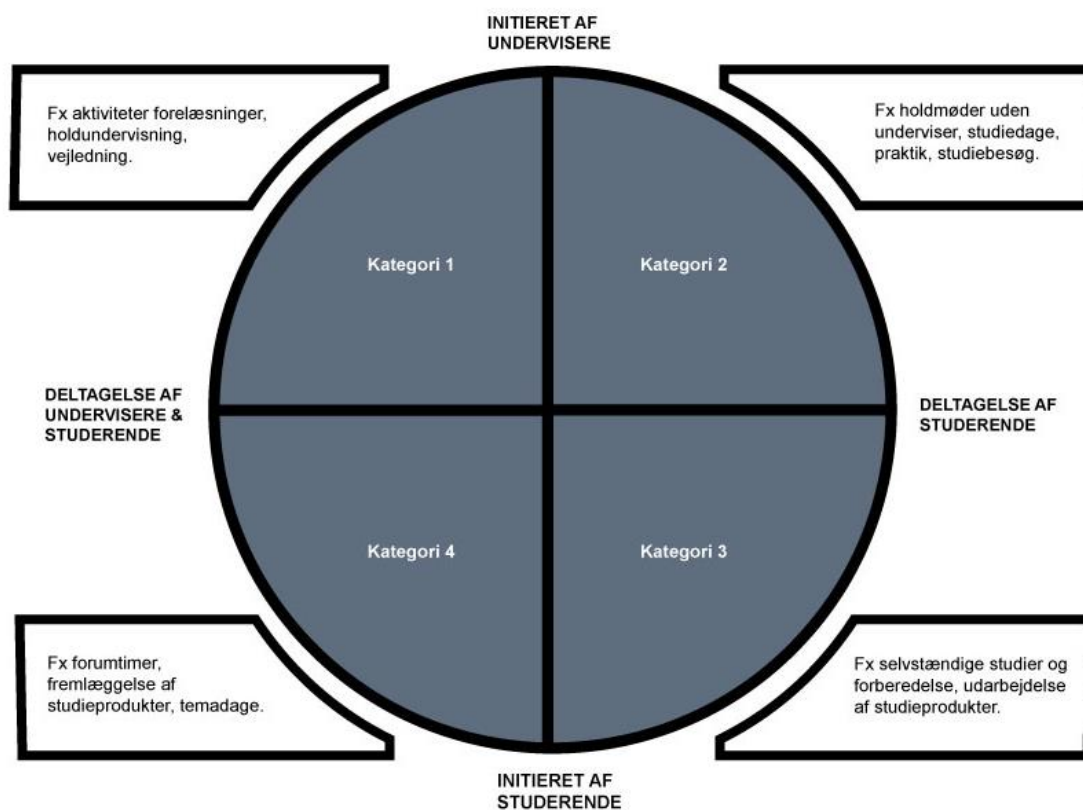 INITIERET AF
UNDERVISERE
Fx aktiviteter forelæsninger,
holdundervisning,
vejledning.
Fx holdmøder uden
underviser, studiedage,
praktik, studiebesøg.
Kategori 1
Kategori 2
DELTAGELSE AF
UNDERVISERE &
STUDERENDE
DELTAGELSE AF
STUDERENDE
Kategori 4
Kategori 3
Fx forumtimer,
fremlæggelse af
studieprodukter, temadage.
Fx selvstændige studier og
forberedelse, udarbejdelse
af studieprodukter.
INITIERET AF
STUDERENDE